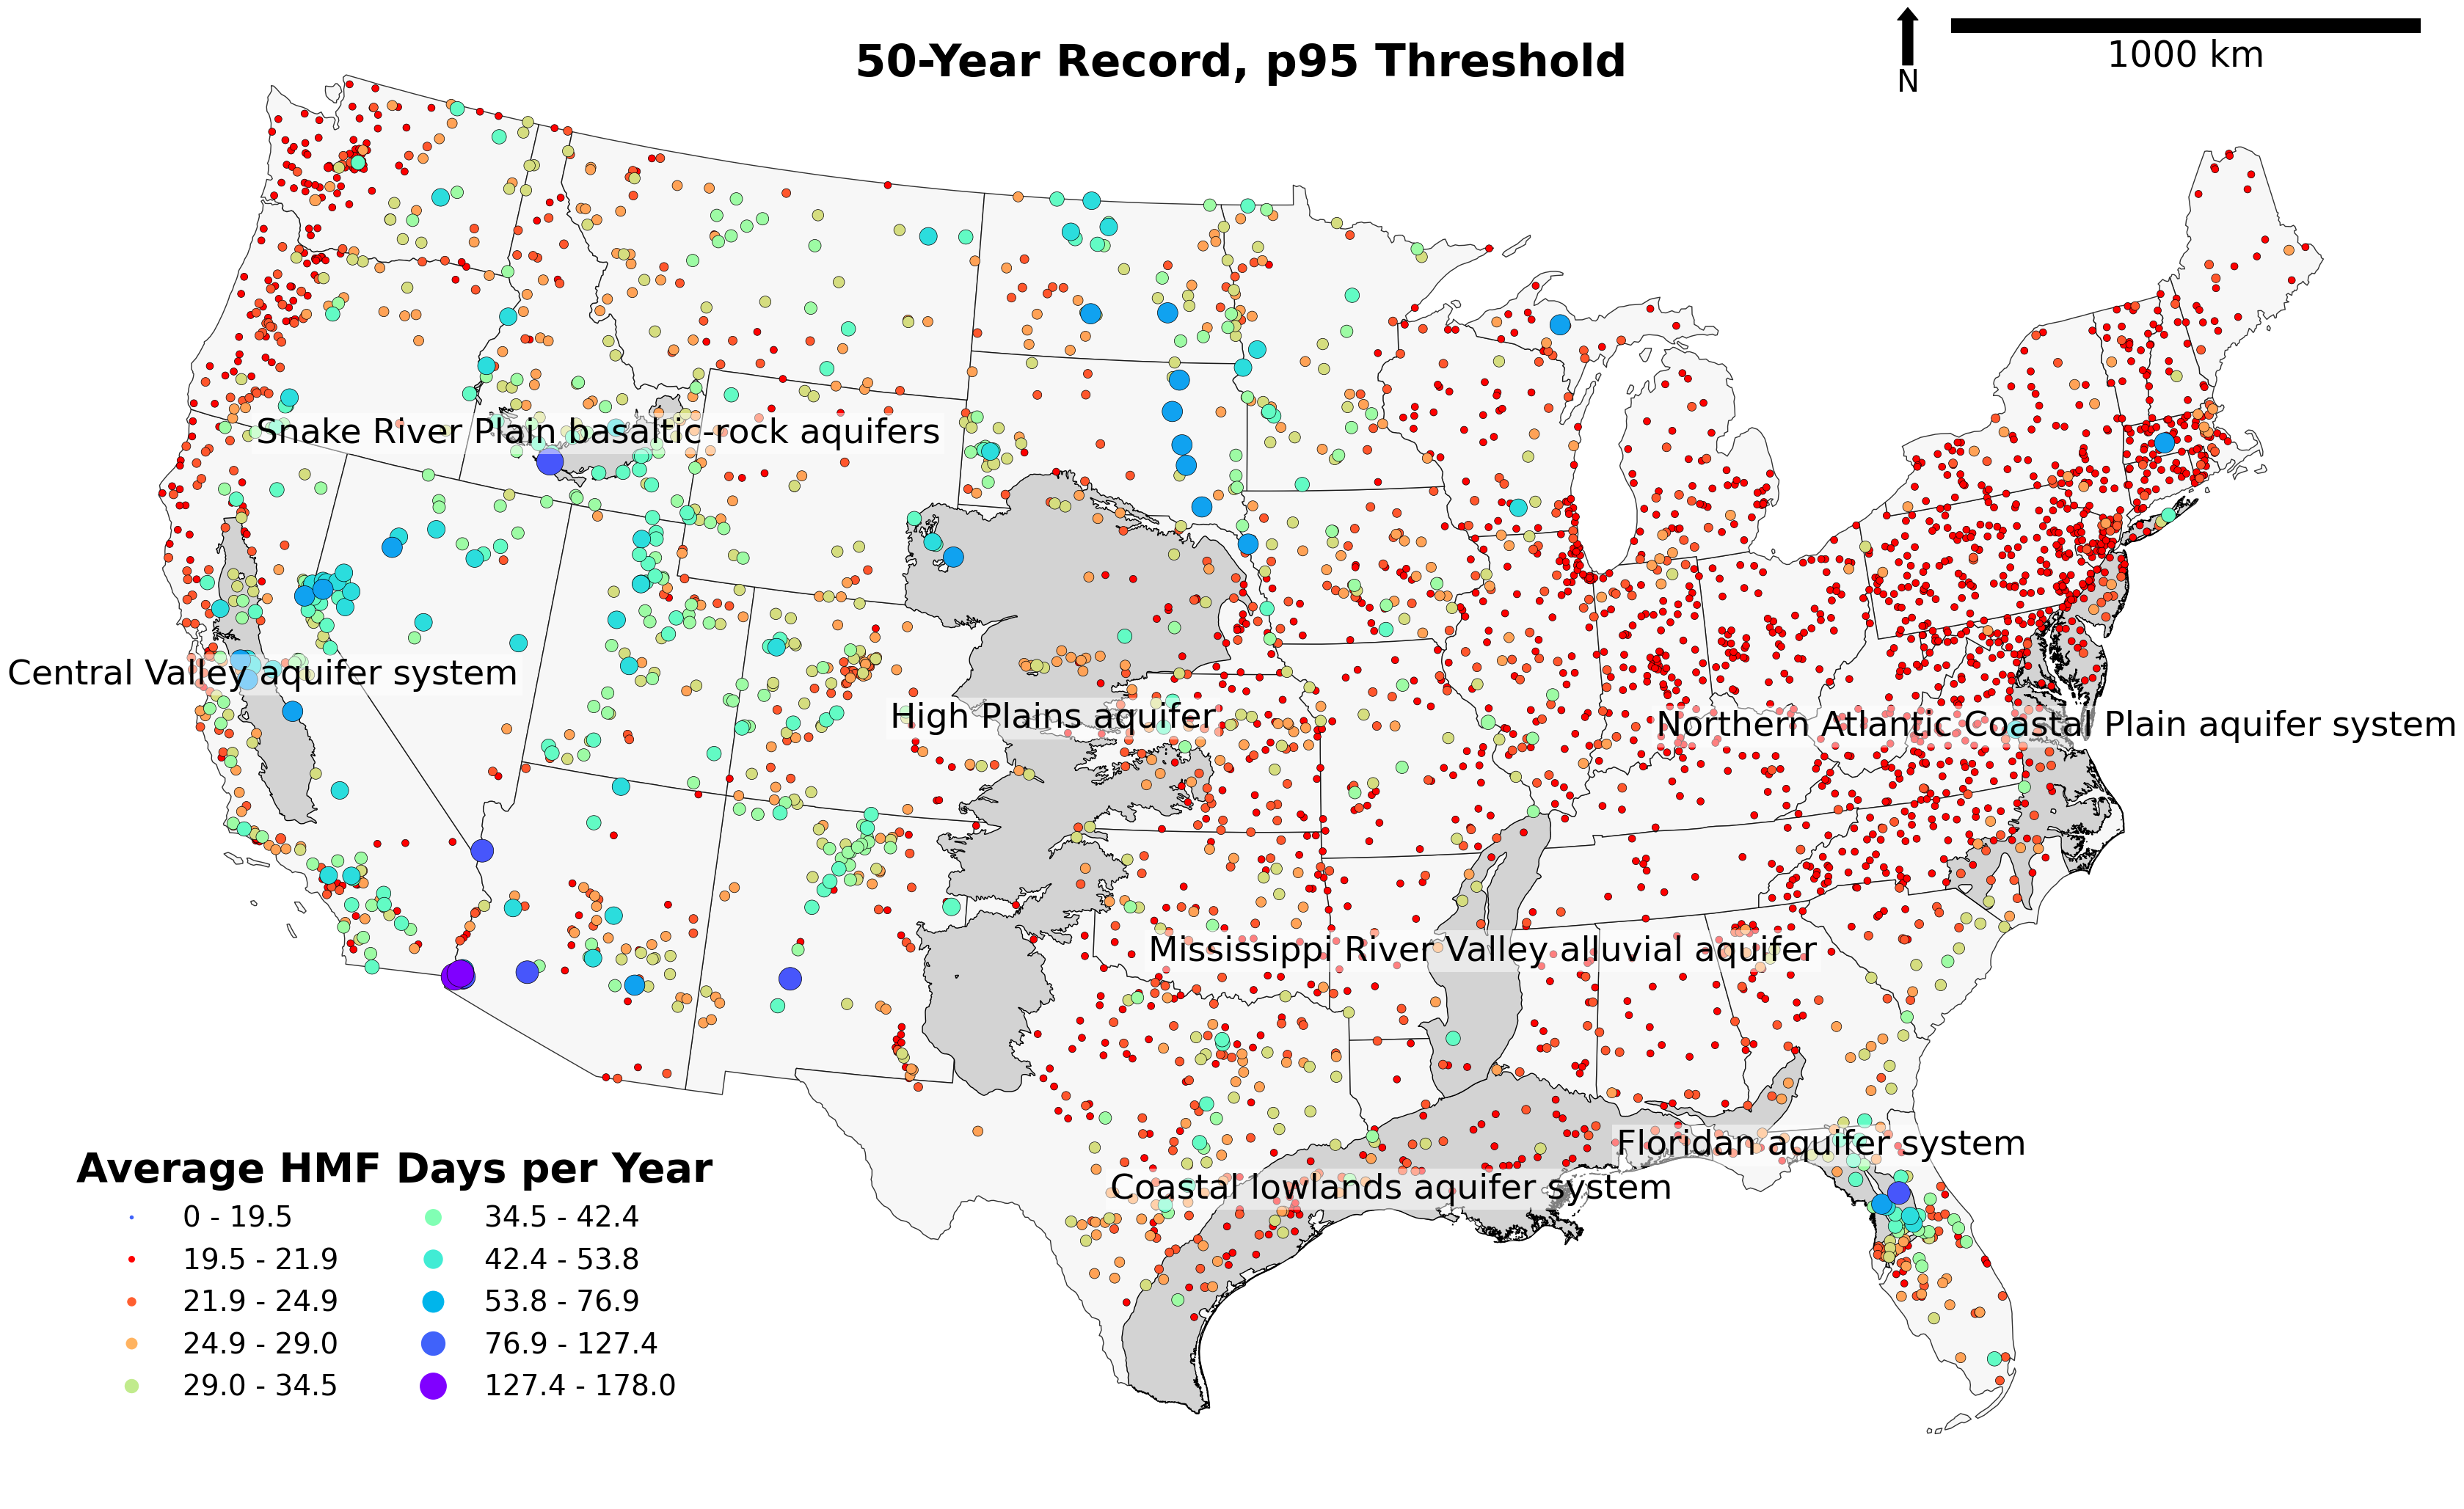 50-Year Record, p95 Threshold
N
1000 km
Snake River Plain basaltic-rock aquifers
Central Valley aquifer system
High Plains aquifer
Northern Atlantic Coastal Plain aquifer system
Mississippi River Valley alluvial aquifer
Floridan aquifer system
Coastal lowlands aquifer system
Average HMF Days per Year
0 - 19.5
19.5 - 21.9
21.9 - 24.9
24.9 - 29.0
29.0 - 34.5
34.5 - 42.4
42.4 - 53.8
53.8 - 76.9
76.9 - 127.4
127.4 - 178.0